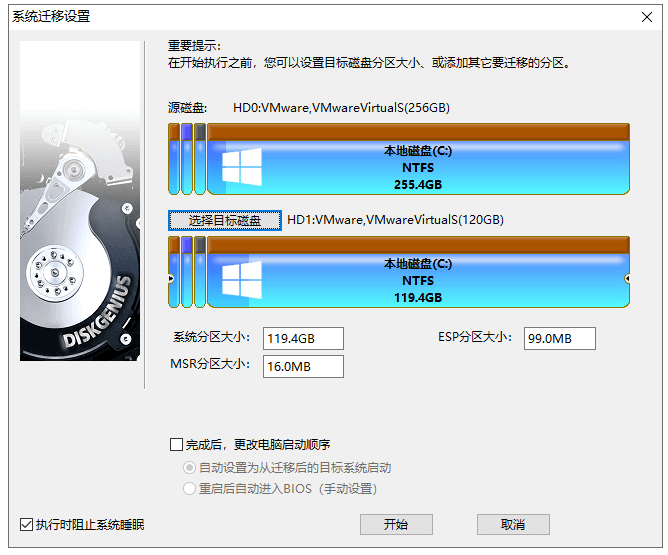 系统迁移设置
重要提示:
在开始执行之前，您可以设置目标磁盘分区大小、或添加其它要迁移的分区。
源磁盘: HD0:VMware,VMwareVirtualS(256GB)
本地磁盘(C:)
NTFS
255.4GB
选择目标磁盘 HD1:VMware,VMwareVirtualS(120GB)
本地磁盘(C:)
NTFS
119.4GB
DISKGENIUS
系统分区大小: 119.4GB ESP分区大小: 99.0MB
MSR分区大小: 16.0MB
完成后，更改电脑启动顺序
自动设置为从迁移后的目标系统启动
重启后自动进入BIOS（手动设置）
执行时阻止系统睡眠 开始 取消